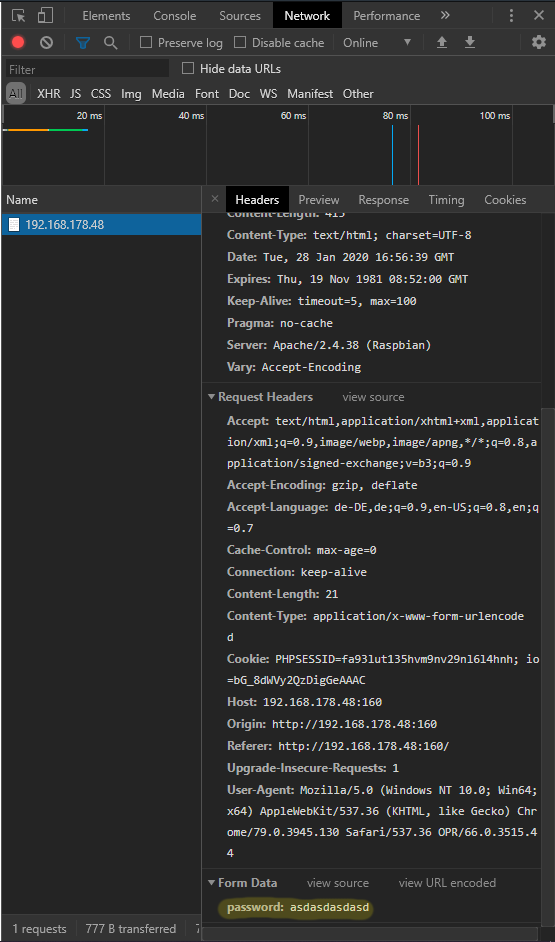 Elements Console Sources Network Performance »
Preserve log Disable cache Online
Filter Hide data URLs
All XHR JS CSS Img Media Font Doc WS Manifest Other
20 ms 40 ms 60 ms 80 ms 100 ms
Name
192.168.178.48
× Headers Preview Response Timing Cookies
Content-Length: 415
Content-Type: text/html; charset=UTF-8
Date: Tue, 28 Jan 2020 16:56:39 GMT
Expires: Thu, 19 Nov 1981 08:52:00 GMT
Keep-Alive: timeout=5, max=100
Pragma: no-cache
Server: Apache/2.4.38 (Raspbian)
Vary: Accept-Encoding
Request Headers view source
Accept: text/html,application/xhtml+xml,applicat
ion/xml;q=0.9,image/webp,image/apng,*/*;q=0.8,a
pplication/signed-exchange;v=b3;q=0.9
Accept-Encoding: gzip, deflate
Accept-Language: de-DE,de;q=0.9,en-US;q=0.8,en;q
=0.7
Cache-Control: max-age=0
Connection: keep-alive
Content-Length: 21
Content-Type: application/x-www-form-urlencode
d
Cookie: PHPSESSID=fa93lut135hvm9nv29nl6l4hnh; io
=bG_8dWVy2QzDigGeAAAC
Host: 192.168.178.48:160
Origin: http://192.168.178.48:160
Referer: http://192.168.178.48:160/
Upgrade-Insecure-Requests: 1
User-Agent: Mozilla/5.0 (Windows NT 10.0; Win64;
x64) AppleWebKit/537.36 (KHTML, like Gecko) Chr
ome/79.0.3945.130 Safari/537.36 OPR/66.0.3515.4
4
Form Data view source view URL encoded
password: asdasdasdasd
1 requests 777 B transferred